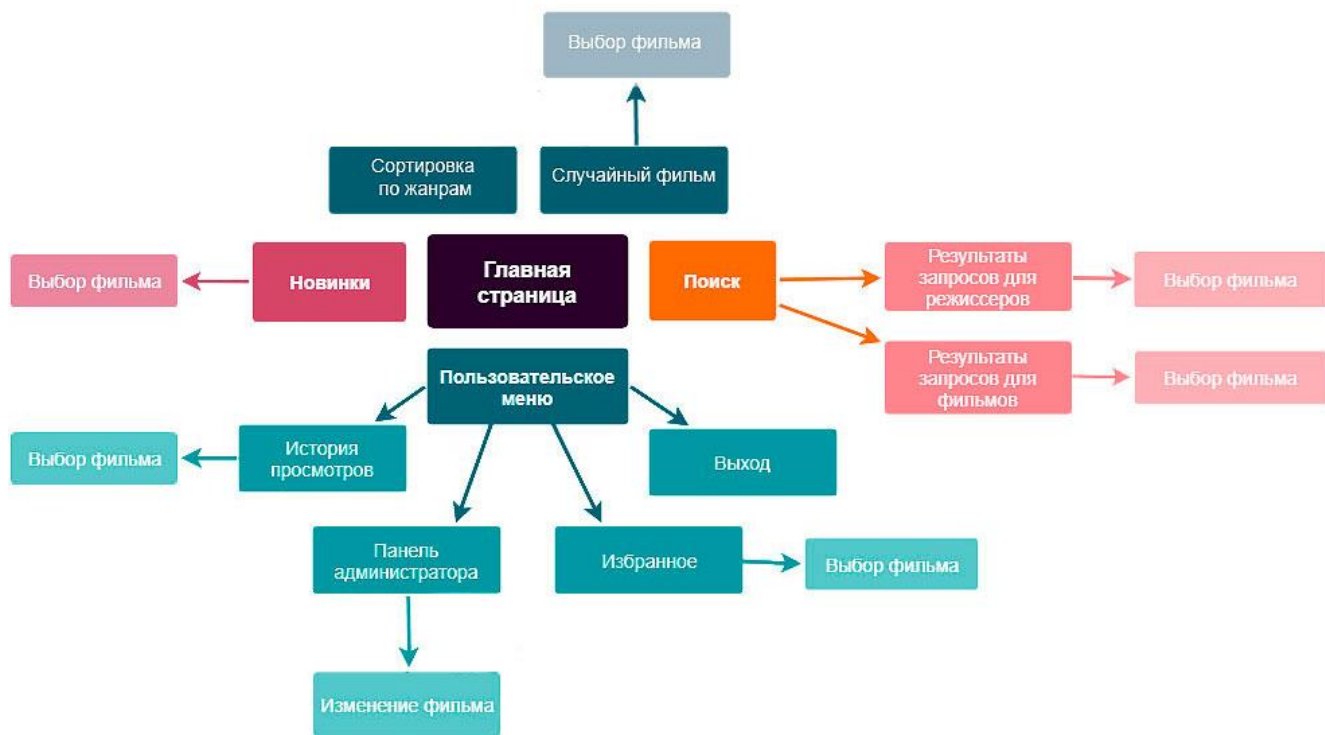 Выбор фильма
Сортировка
по жанрам
Случайный фильм
Выбор фильма
Новинки
Главная
страница
Поиск
Результаты
запросов для
режиссеров
Выбор фильма
Результаты
запросов для
фильмов
Выбор фильма
Пользовательское
меню
Выбор фильма
История
просмотров
Выход
Панель
администратора
Избранное
Выбор фильма
Изменение фильма